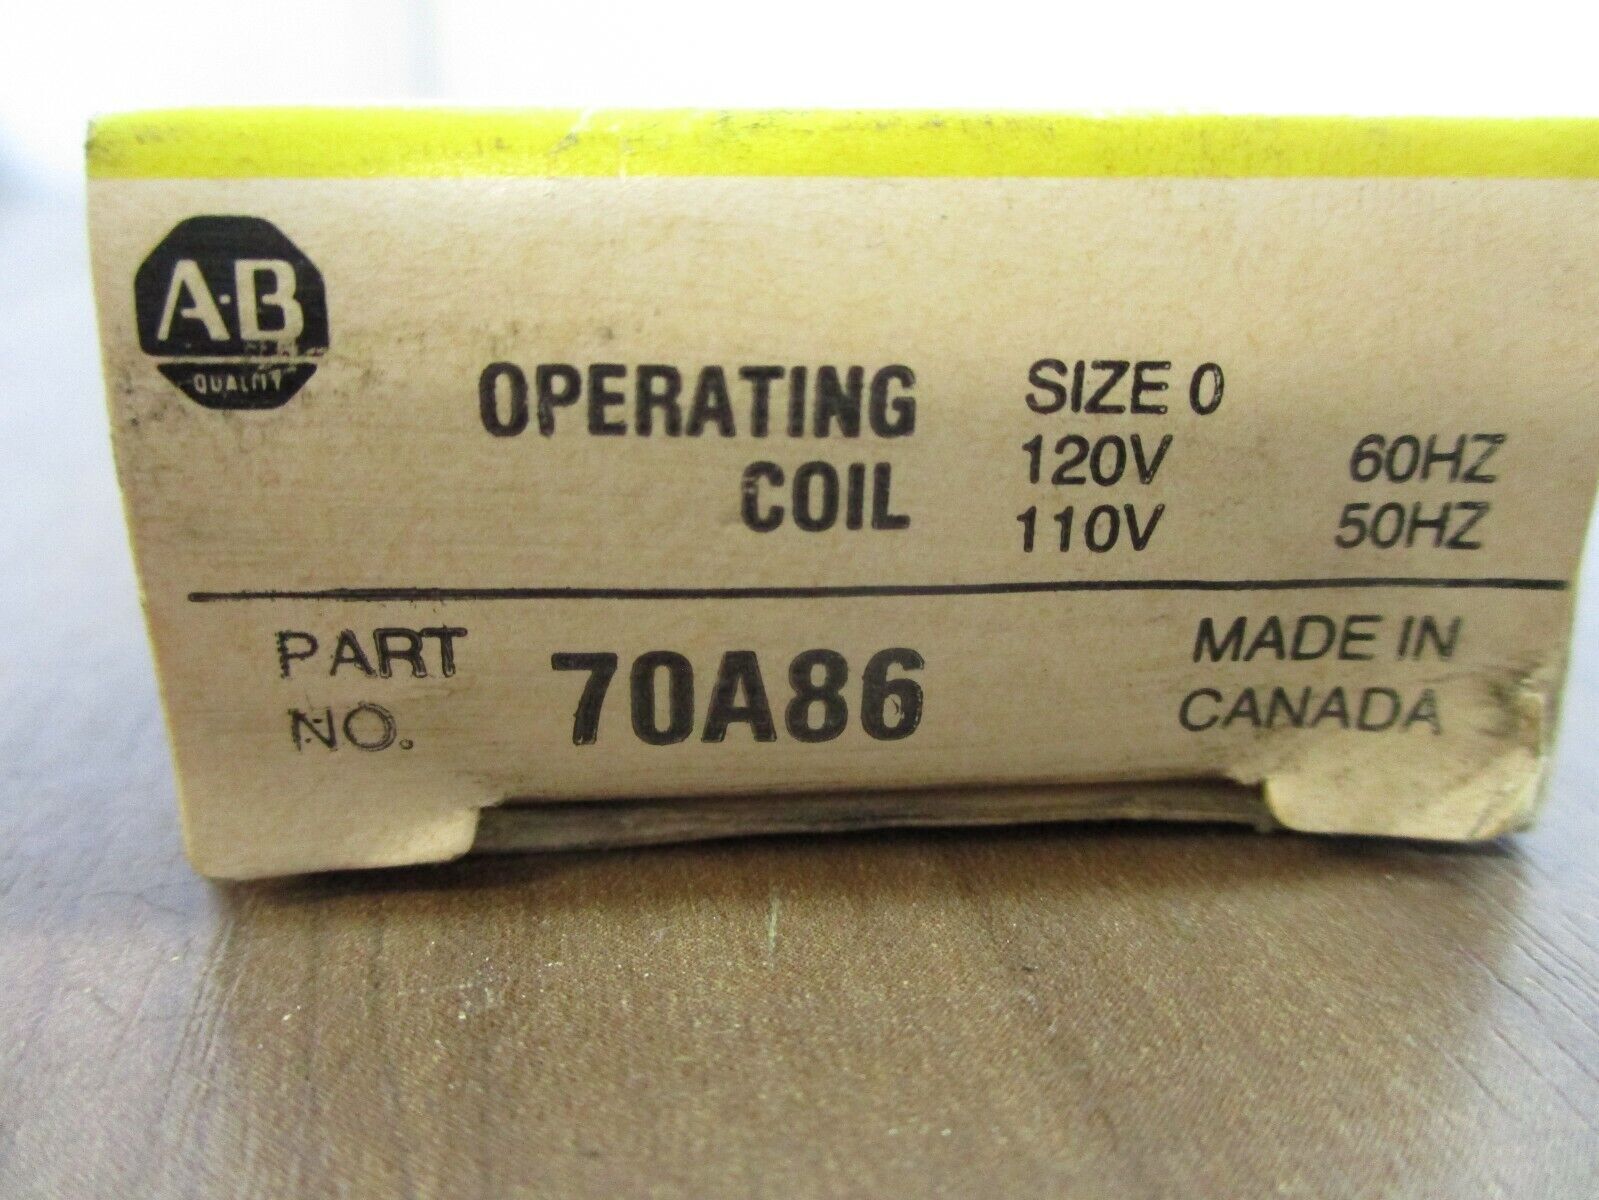 A-B
QUALITY
OPERATING
COIL
SIZE 0
120V 60HZ
110V 50HZ
PART
NO.
70A86
MADE IN
CANADA